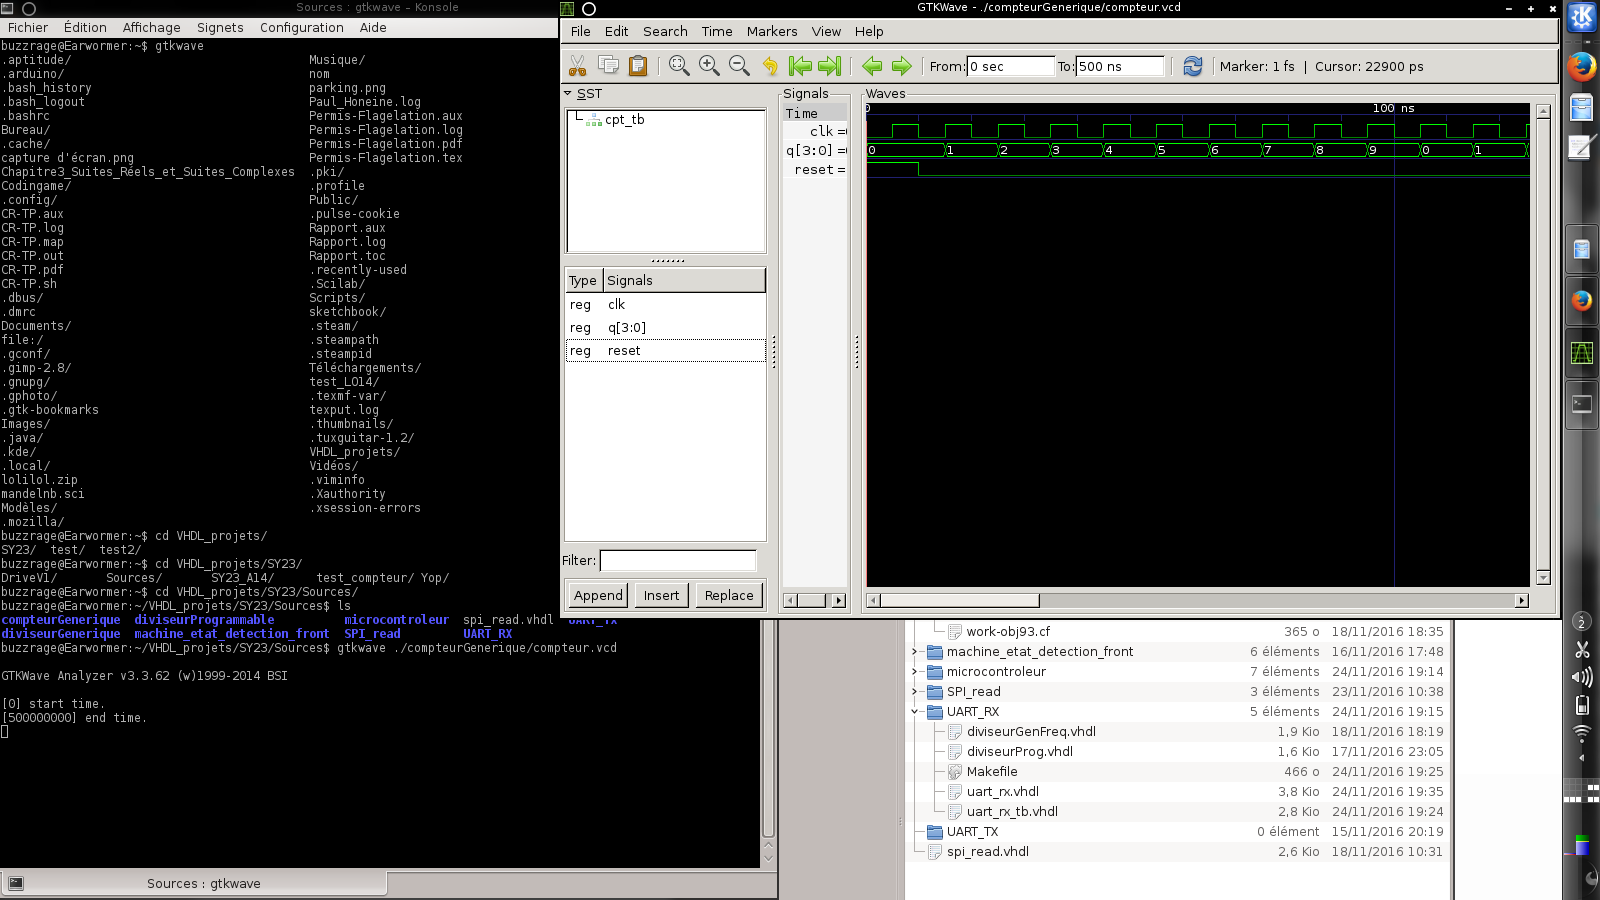 Sources : gtkwave – Konsole
Fichier Édition Affichage Signets Configuration Aide
buzzrage@Earwormer:~$ gtkwave
.aptitude/ Musique/
.arduino/ nom
.bash_history parking.png
.bash_logout Paul_Honeine.log
.bashrc Permis-Flagelation.aux
Bureau/ Permis-Flagelation.log
.cache/ Permis-Flagelation.pdf
capture d'écran.png Permis-Flagelation.tex
Chapitre3_Suites_Réels_et_Suites_Complexes .pki/
Codingame/ .profile
.config/ Public/
CR-TP.aux .pulse-cookie
CR-TP.log Rapport.aux
CR-TP.map Rapport.log
CR-TP.out Rapport.toc
CR-TP.pdf .recently-used
CR-TP.sh .Scilab/
.dbus/ Scripts/
.dmrc sketchbook/
Documents/ .steam/
file:/ .steampath
.gconf/ .steampid
.gimp-2.8/ Téléchargements/
.gnupg/ test_LO14/
.gphoto/ .texmf-var/
.gtk-bookmarks texput.log
Images/ .thumbnails/
.java/ .tuxguitar-1.2/
.kde/ VHDL_projets/
.local/ Vidéos/
lolilol.zip .viminfo
mandelnb.sci .Xauthority
Modèles/ .xsession-errors
.mozilla/
buzzrage@Earwormer:~$ cd VHDL_projets/
SY23/ test/ test2/
buzzrage@Earwormer:~$ cd VHDL_projets/SY23/
DriveV1/ Sources/ SY23_A14/ test_compteur/ Yop/
buzzrage@Earwormer:~$ cd VHDL_projets/SY23/Sources/
buzzrage@Earwormer:~/VHDL_projets/SY23/Sources$ ls
compteurGenerique diviseurProgrammable microcontroleur spi_read.vhdl UART_TX
diviseurGenerique machine_etat_detection_front SPI_read UART_RX
buzzrage@Earwormer:~/VHDL_projets/SY23/Sources$ gtkwave ./compteurGenerique/compteur.vcd
GTKWave Analyzer v3.3.62 (w)1999-2014 BSI
[0] start time.
[500000000] end time.
Sources : gtkwave
GTKWave - ./compteurGenerique/compteur.vcd
File Edit Search Time Markers View Help
From: 0 sec To: 500 ns Marker: 1 fs | Cursor: 22900 ps
SST
cpt_tb
Type Signals
reg clk
reg q[3:0]
reg reset
Filter:
Append Insert Replace
Signals
Time
clk =
q[3:0] =
reset =
Waves
0 100 ns
0 1 2 3 4 5 6 7 8 9 0 1
work-obj93.cf 365 o 18/11/2016 18:35
machine_etat_detection_front 6 éléments 16/11/2016 17:48
microcontroleur 7 éléments 24/11/2016 19:14
SPI_read 3 éléments 23/11/2016 10:38
UART_RX 5 éléments 24/11/2016 19:15
diviseurGenFreq.vhdl 1,9 Kio 18/11/2016 18:19
diviseurProg.vhdl 1,6 Kio 17/11/2016 23:05
Makefile 466 o 24/11/2016 19:25
uart_rx.vhdl 3,8 Kio 24/11/2016 19:35
uart_rx_tb.vhdl 2,8 Kio 24/11/2016 19:24
UART_TX 0 élément 15/11/2016 20:19
spi_read.vhdl 2,6 Kio 18/11/2016 10:31
2